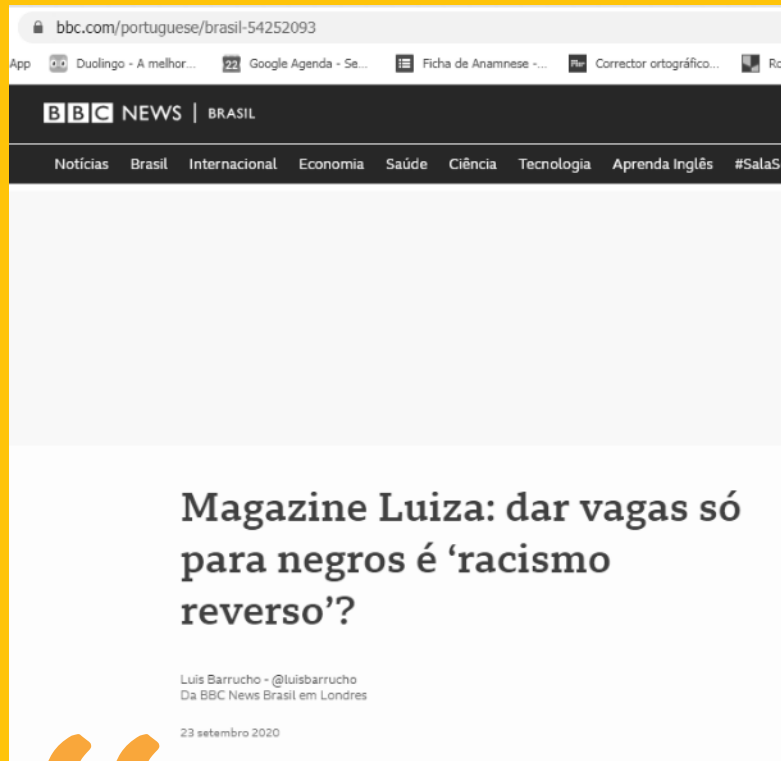 bbc.com/portuguese/brasil-54252093
App Duolingo - A melhor... 22 Google Agenda - Se... Ficha de Anamnese -... Corrector ortográfico...
BBC NEWS | BRASIL
Notícias Brasil Internacional Economia Saúde Ciência Tecnologia Aprenda Inglês #SalaS
Magazine Luiza: dar vagas só
para negros é ‘racismo
reverso’?
Luis Barrucho - @luisbarrucho
Da BBC News Brasil em Londres
23 setembro 2020